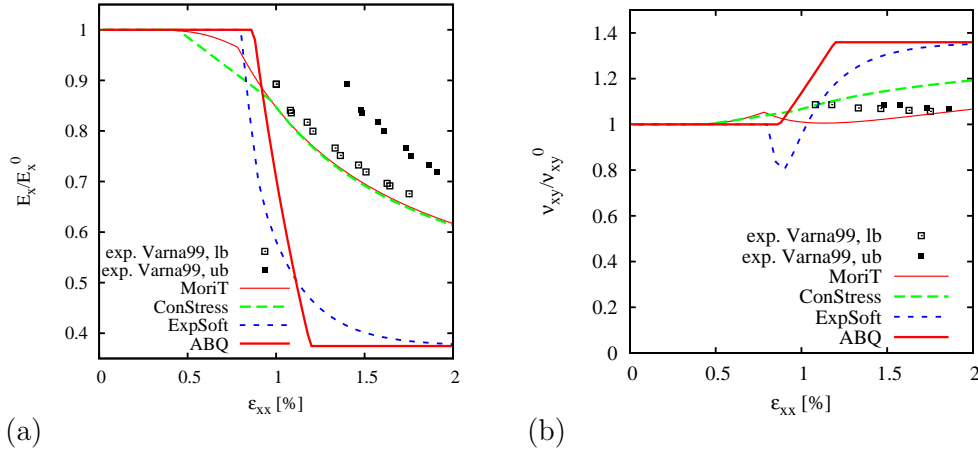 1
0.9
0.8
0.7
0.6
0.5
0.4
E_x/E_x^0
0 0.5 1 1.5 2
ε_xx [%]
exp. Varna99, lb
exp. Varna99, ub
MoriT
ConStress
ExpSoft
ABQ
(a)
1.4
1.2
1
0.8
0.6
0.4
0.2
0
ν_xy/ν_xy^0
0 0.5 1 1.5 2
ε_xx [%]
exp. Varna99, lb
exp. Varna99, ub
MoriT
ConStress
ExpSoft
ABQ
(b)